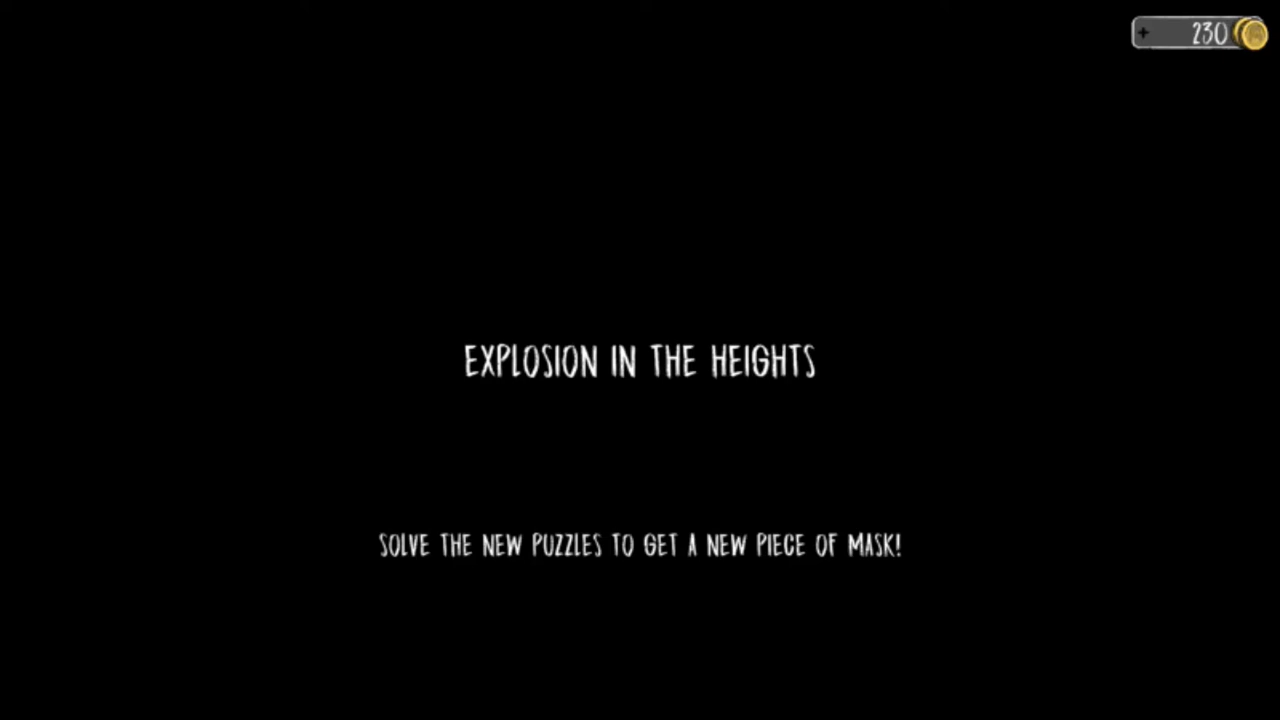 + 230
EXPLOSION IN THE HEIGHTS
SOLVE THE NEW PUZZLES TO GET A NEW PIECE OF MASK!